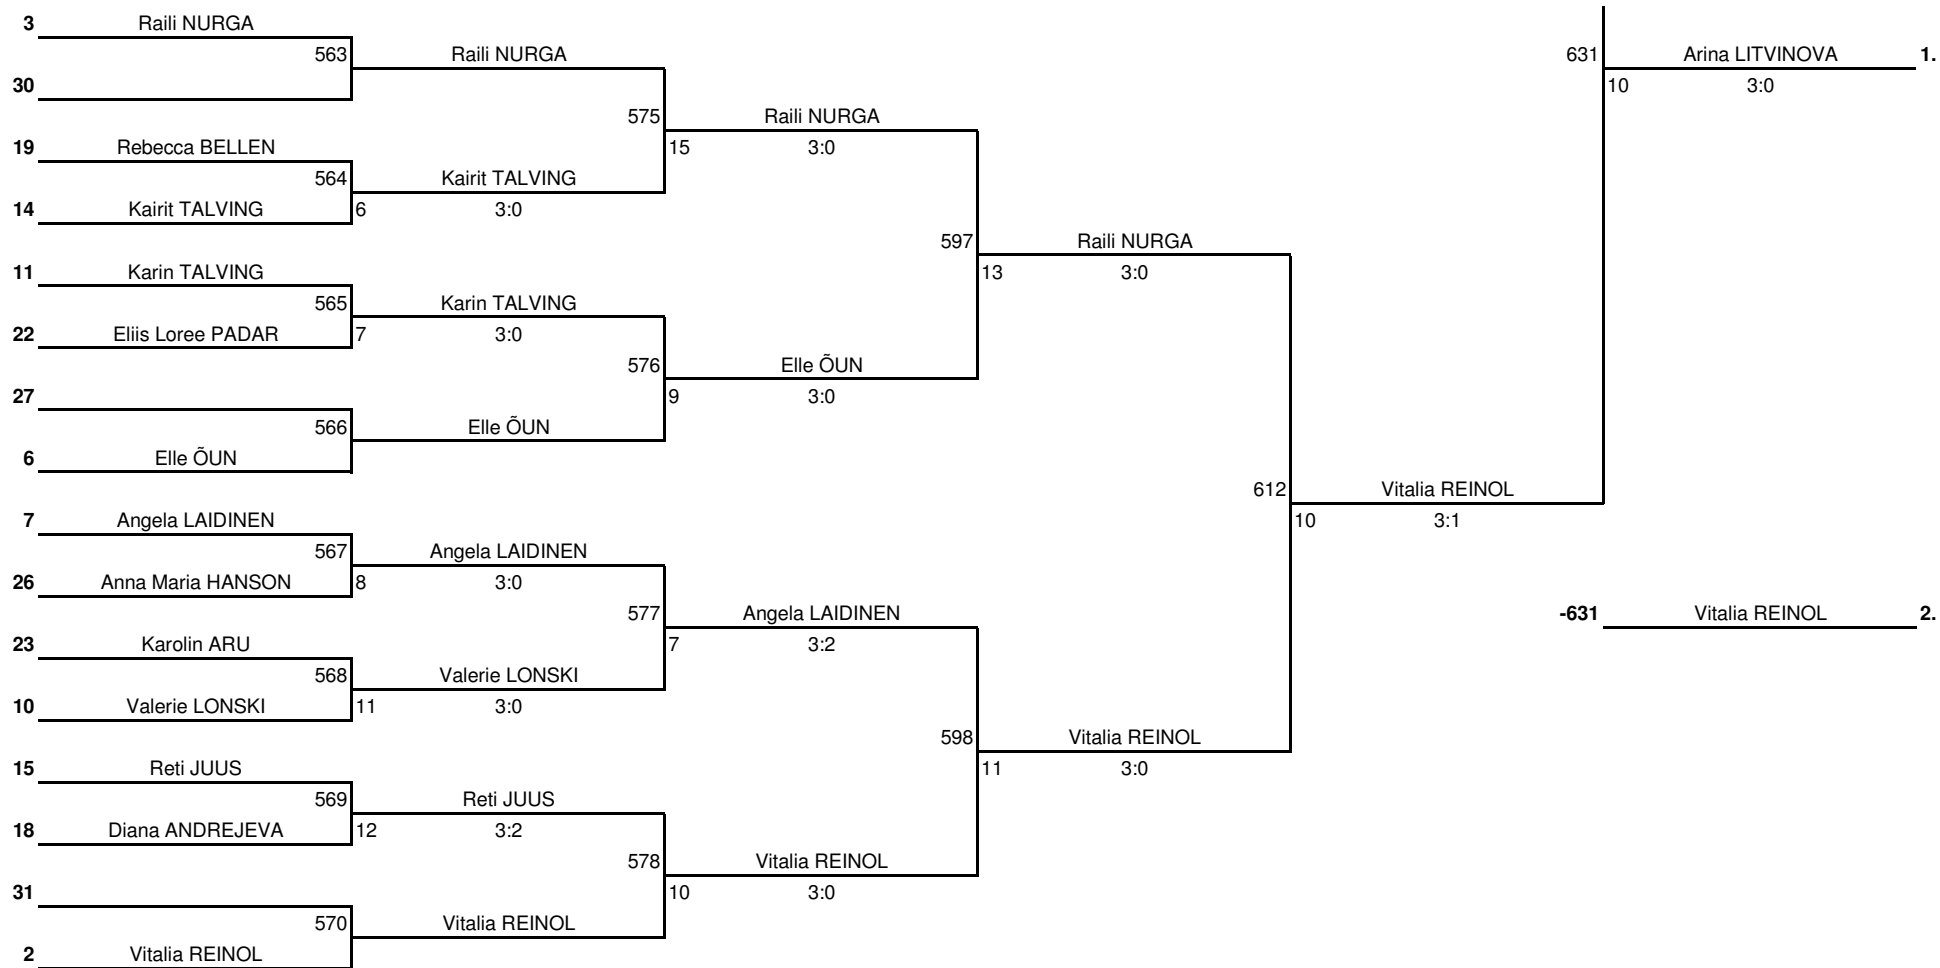 3 Raili NURGA
563 Raili NURGA 631 Arina LITVINOVA 1.
30 10 3:0
575 Raili NURGA
19 Rebecca BELLEN 15 3:0
564 Kairit TALVING
14 Kairit TALVING 6 3:0
597 Raili NURGA
11 Karin TALVING 13 3:0
565 Karin TALVING
22 Eliis Loree PADAR 7 3:0
576 Elle ÕUN
27 9 3:0
566 Elle ÕUN
6 Elle ÕUN
612 Vitalia REINOL
7 Angela LAIDINEN 10 3:1
567 Angela LAIDINEN
26 Anna Maria HANSON 8 3:0
577 Angela LAIDINEN -631 Vitalia REINOL 2.
23 Karolin ARU 7 3:2
568 Valerie LONSKI
10 Valerie LONSKI 11 3:0
598 Vitalia REINOL
15 Reti JUUS 11 3:0
569 Reti JUUS
18 Diana ANDREJEVA 12 3:2
578 Vitalia REINOL
31 10 3:0
570 Vitalia REINOL
2 Vitalia REINOL